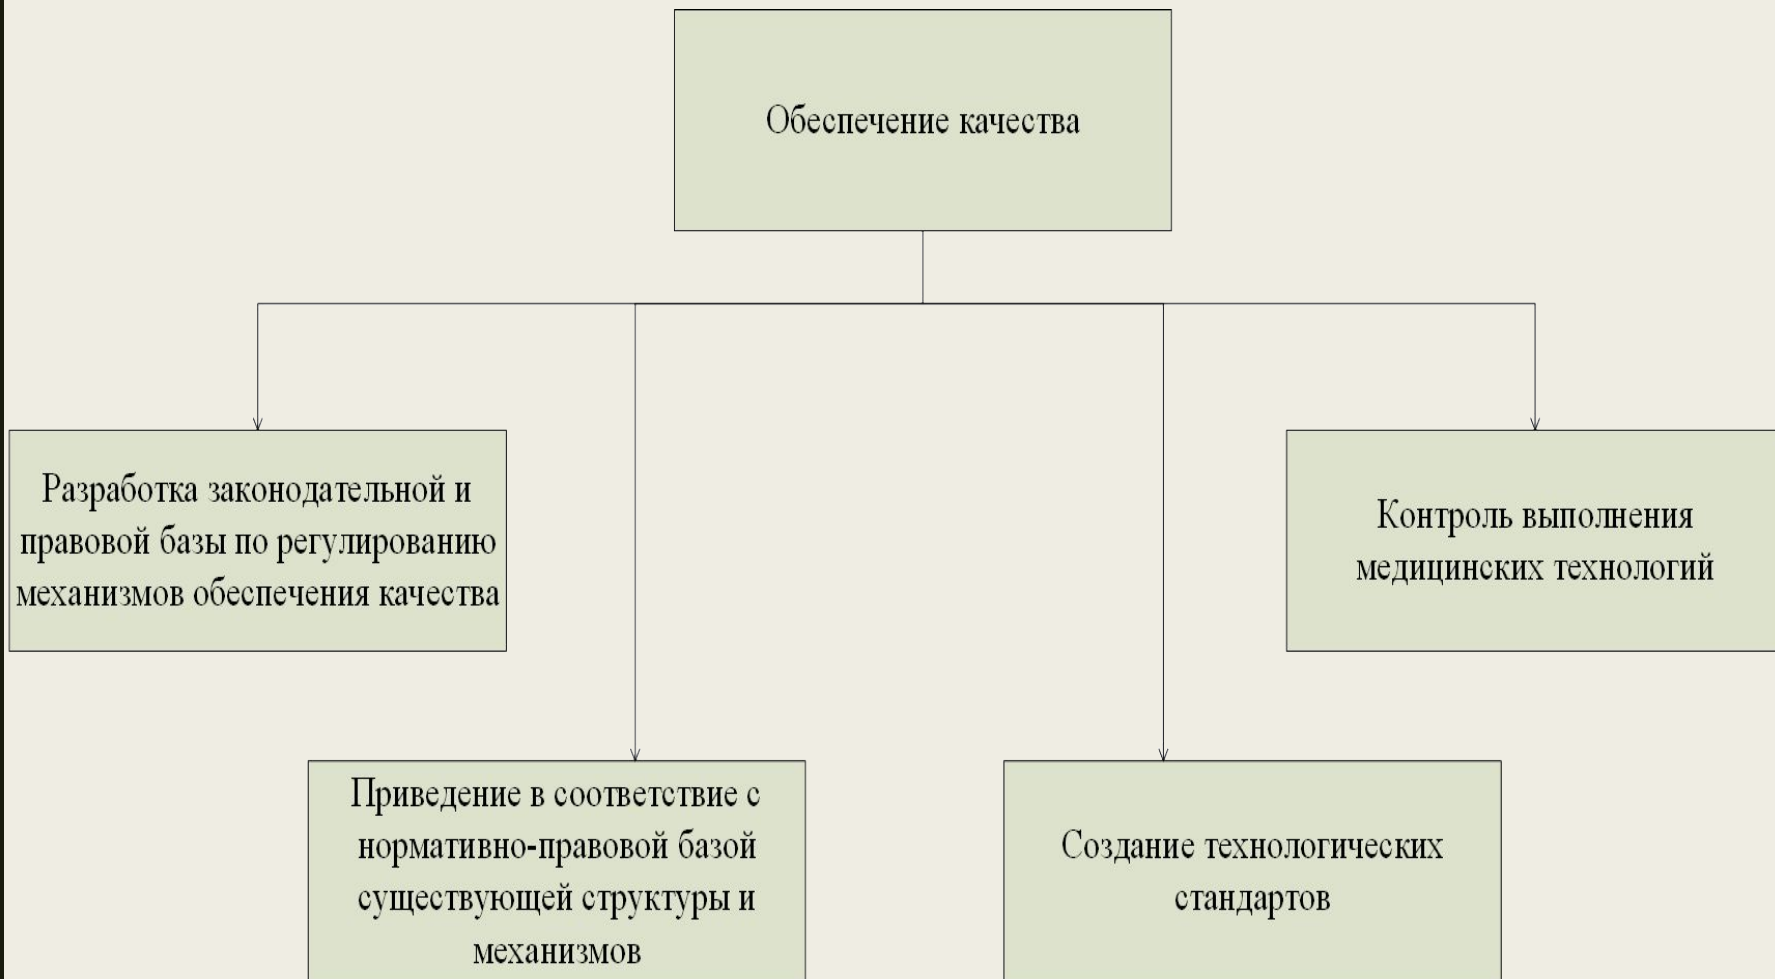 Обеспечение качества
Разработка законодательной и
правовой базы по регулированию
механизмов обеспечения качества
Контроль выполнения
медицинских технологий
Приведение в соответствие с
нормативно-правовой базой
существующей структуры и
механизмов
Создание технологических
стандартов